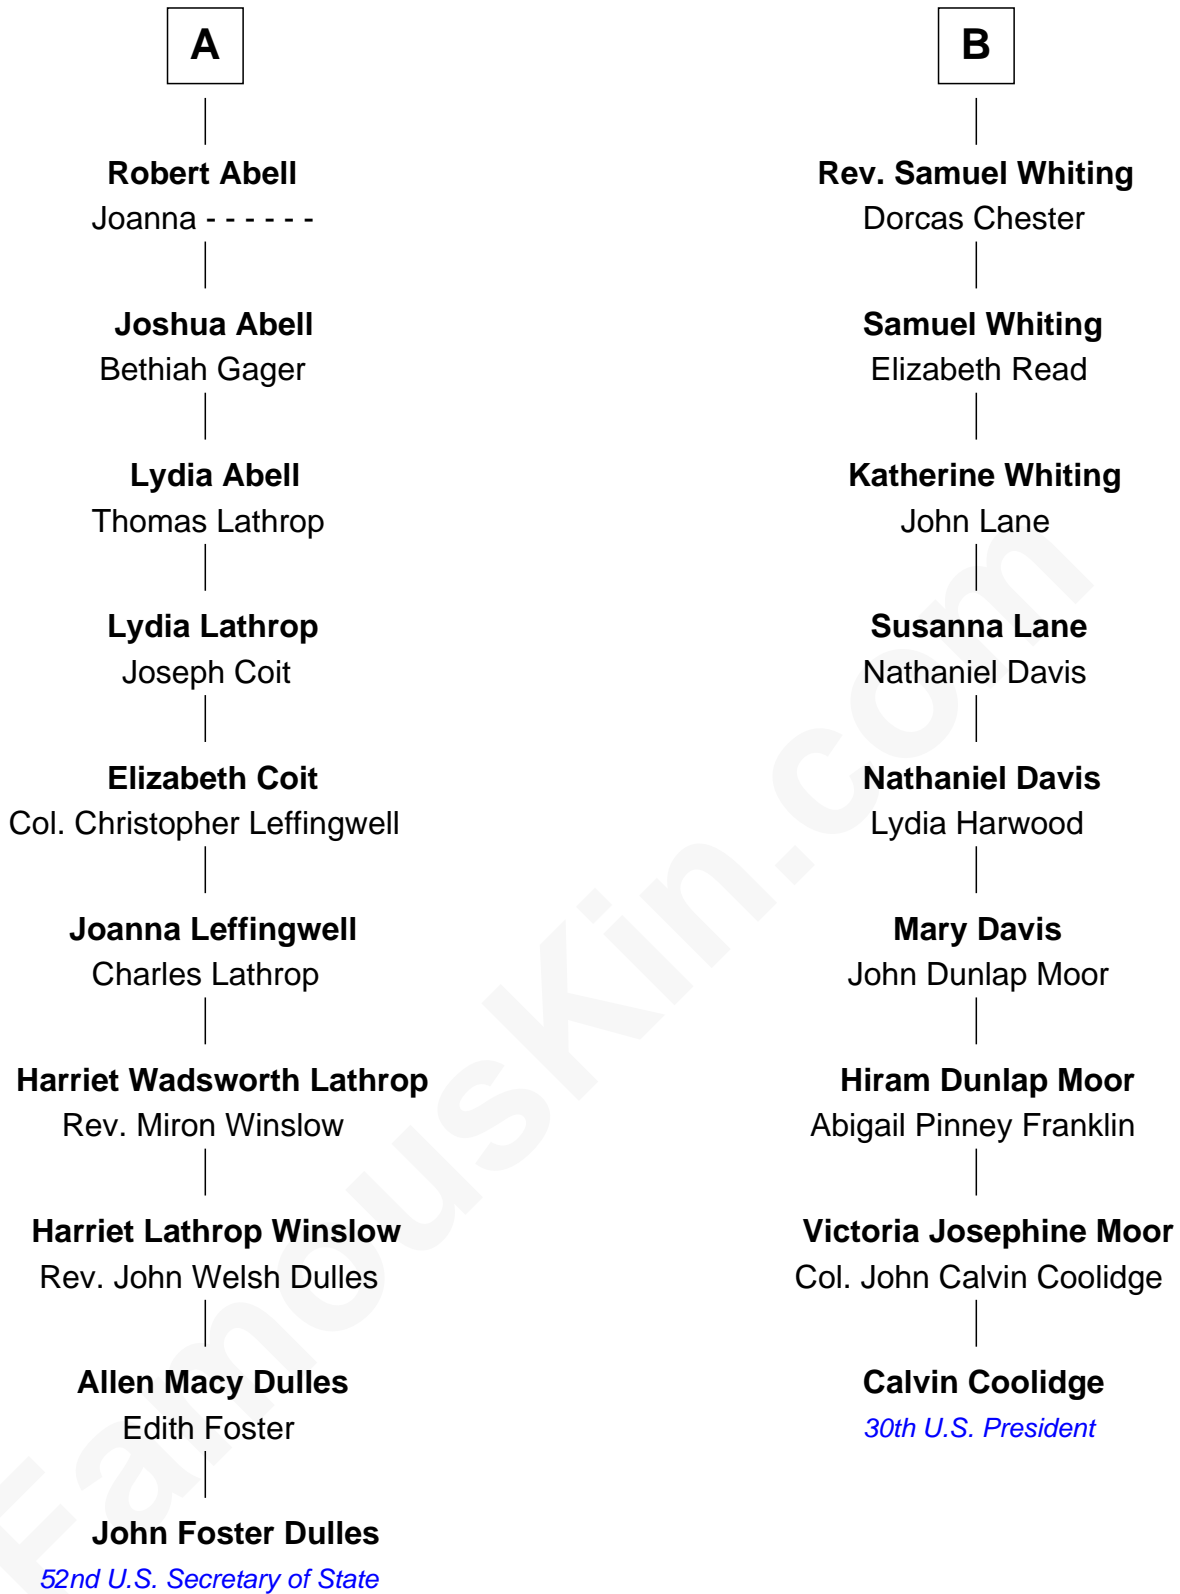 A
Robert Abell
Joanna - - - - - -
Joshua Abell
Bethiah Gager
Lydia Abell
Thomas Lathrop
Lydia Lathrop
Joseph Coit
Elizabeth Coit
Col. Christopher Leffingwell
Joanna Leffingwell
Charles Lathrop
Harriet Wadsworth Lathrop
Rev. Miron Winslow
Harriet Lathrop Winslow
Rev. John Welsh Dulles
Allen Macy Dulles
Edith Foster
John Foster Dulles
52nd U.S. Secretary of State
B
Rev. Samuel Whiting
Dorcas Chester
Samuel Whiting
Elizabeth Read
Katherine Whiting
John Lane
Susanna Lane
Nathaniel Davis
Nathaniel Davis
Lydia Harwood
Mary Davis
John Dunlap Moor
Hiram Dunlap Moor
Abigail Pinney Franklin
Victoria Josephine Moor
Col. John Calvin Coolidge
Calvin Coolidge
30th U.S. President
FamousKin.com